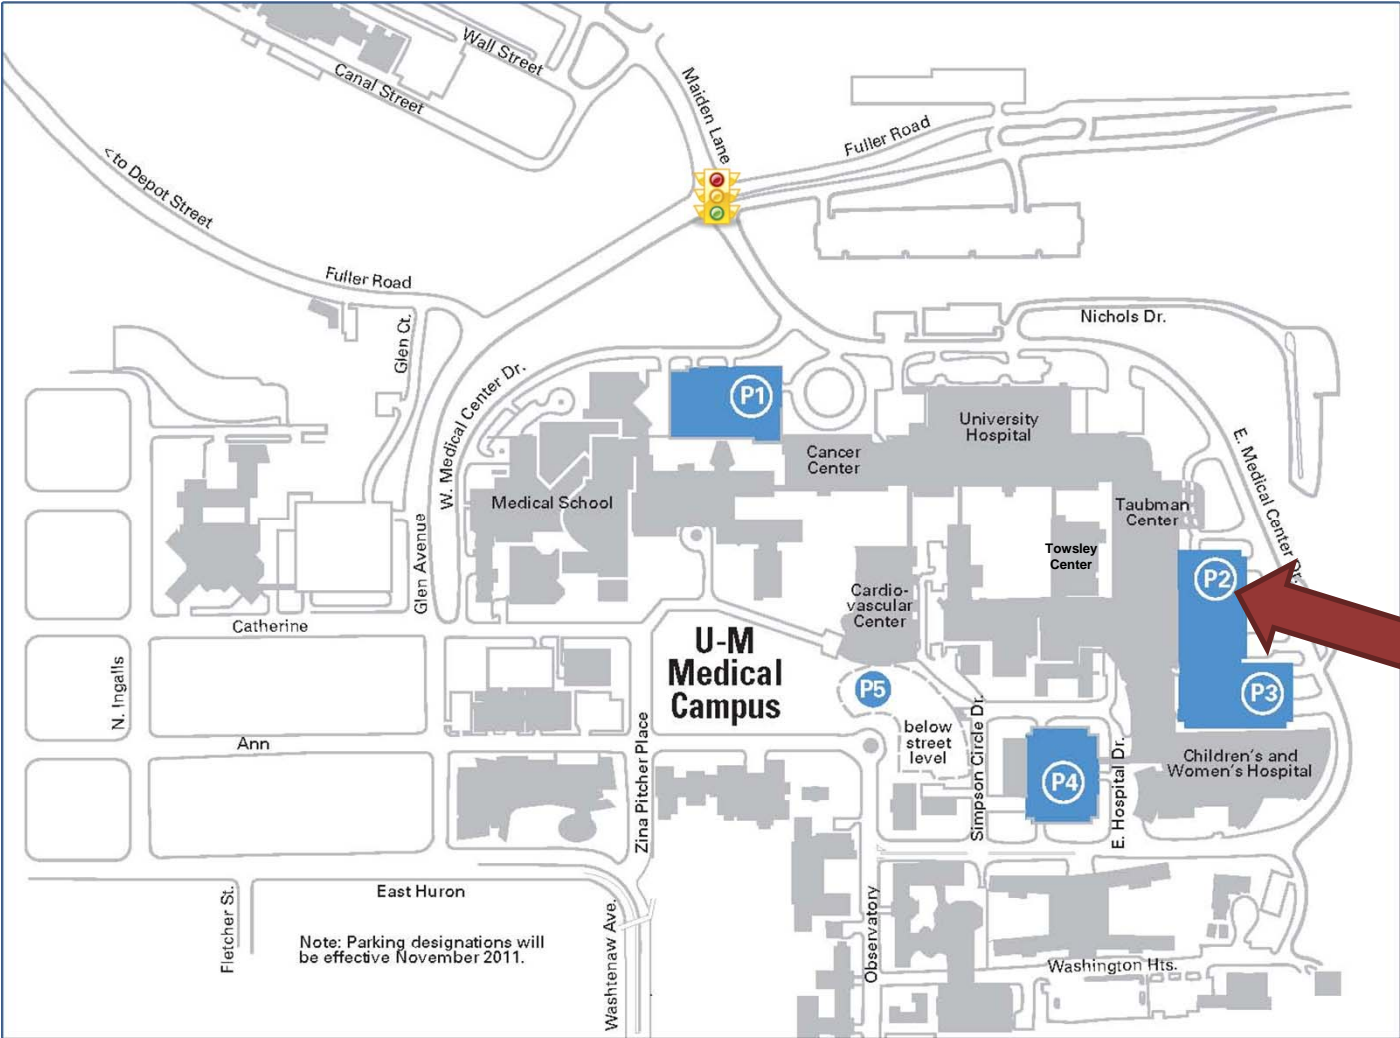 Wall Street
Canal Street
Maiden Lane
Fuller Road
< to Depot Street
Fuller Road
Glen Ct.
Nichols Dr.
W. Medical Center Dr.
P1
University
Hospital
Cancer
Center
E. Medical Center Dr.
Medical School
Taubman
Center
Glen Avenue
Towsley
Center
P2
Cardio-
vascular
Center
Catherine
U-M
Medical
Campus
N. Ingalls
P5
P3
below
street
level
Simpson Circle Dr.
Ann
Zina Pitcher Place
P4
E. Hospital Dr.
Children's and
Women's Hospital
East Huron
Fletcher St.
Washtenaw Ave.
Observatory
Note: Parking designations will
be effective November 2011.
Washington Hts.